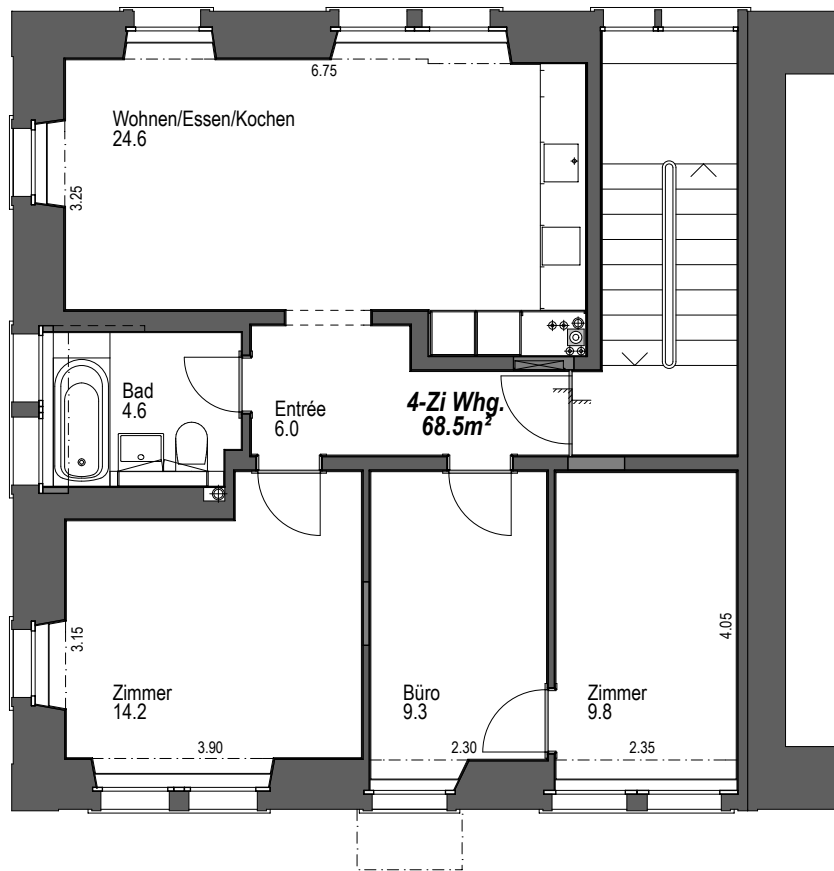 6.75
Wohnen/Essen/Kochen
24.6
3.25
Bad
4.6
Entrée
6.0
4-Zi Whg.
68.5m²
3.15
4.05
Zimmer
14.2
Büro
9.3
Zimmer
9.8
3.90
2.30
2.35